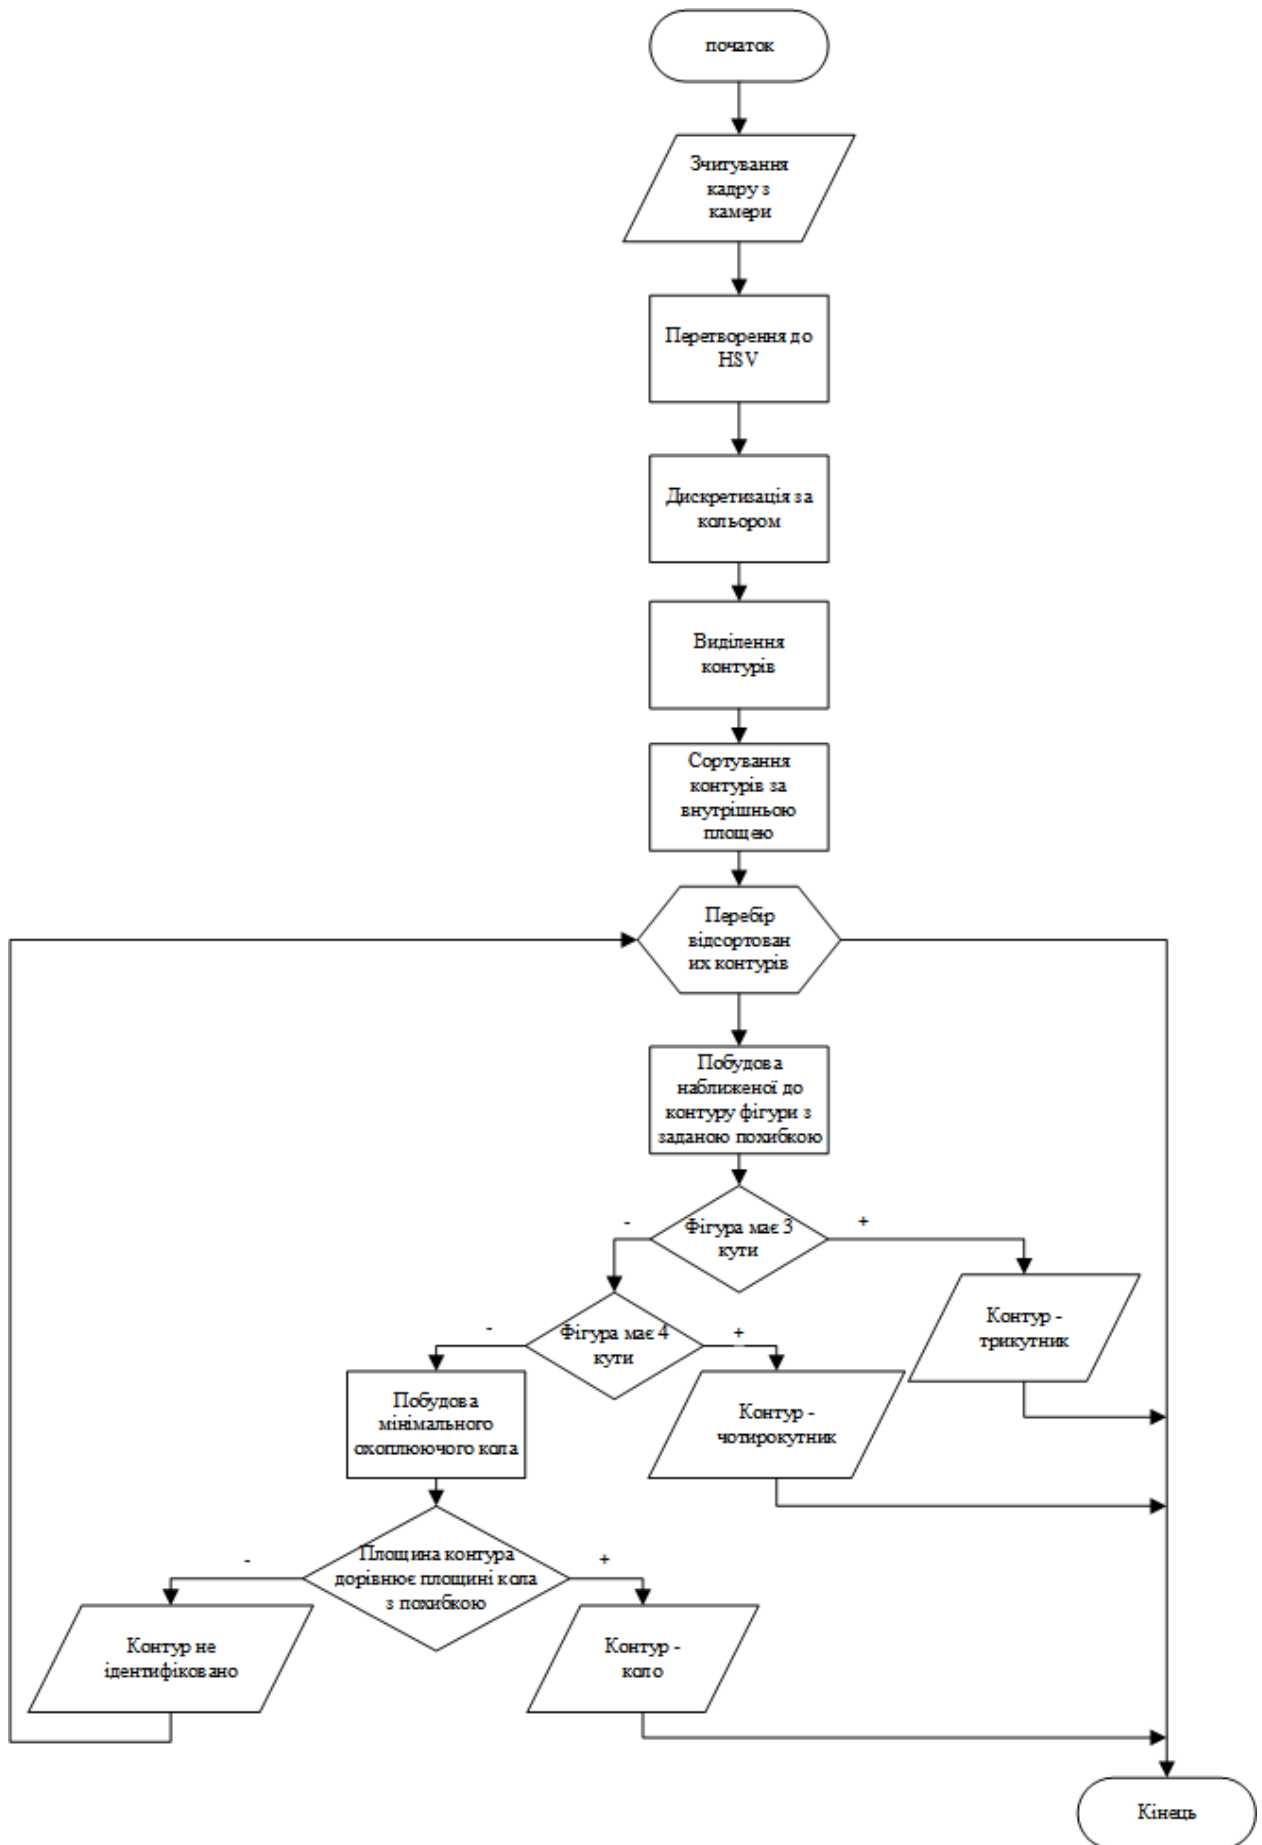 початок
Зчитування
кадру з
камери
Перетворення до
HSV
Дискретизація за
кольором
Виділення
контурів
Сортування
контурів за
внутрішньою
площею
Перебір
відсортован
их контурів
Побудова
наближеної до
контуру фігури з
заданою похибкою
-
Фігура має 3
кути
+
-
Фігура має 4
кути
+
Контур -
трикутник
Побудова
мінімального
охоплюючого кола
Контур -
чотирокутник
-
Площина контура
дорівнює площині кола
з похибкою
+
Контур не
ідентифіковано
Контур -
коло
Кінець